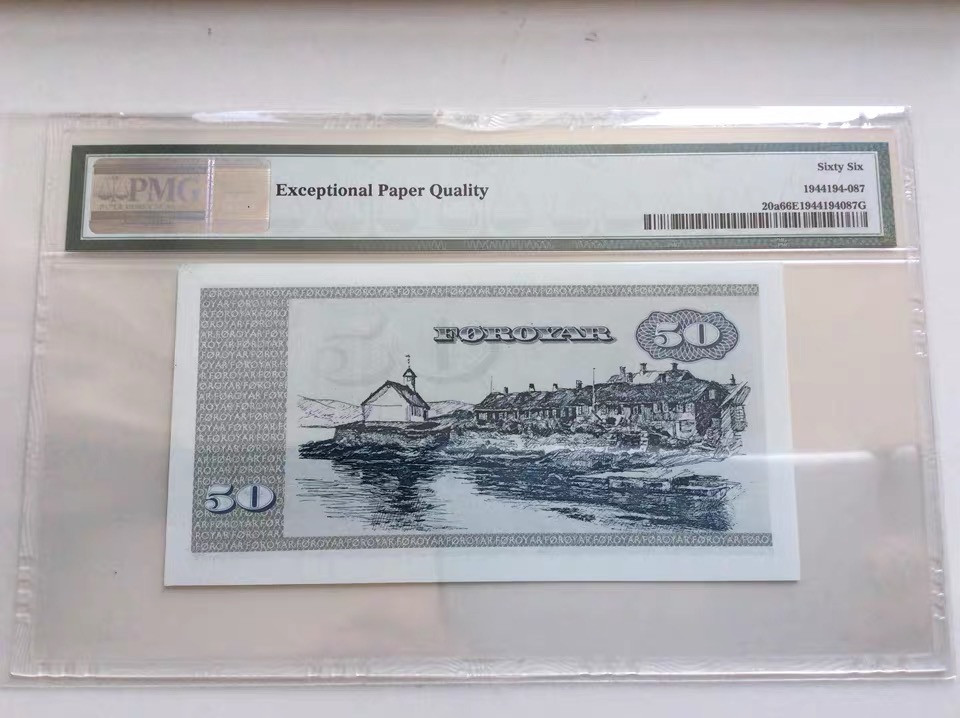 PMG
Exceptional Paper Quality
Sixty Six
1944194-087
20a66E1944194087G
FØROYAR
50
50